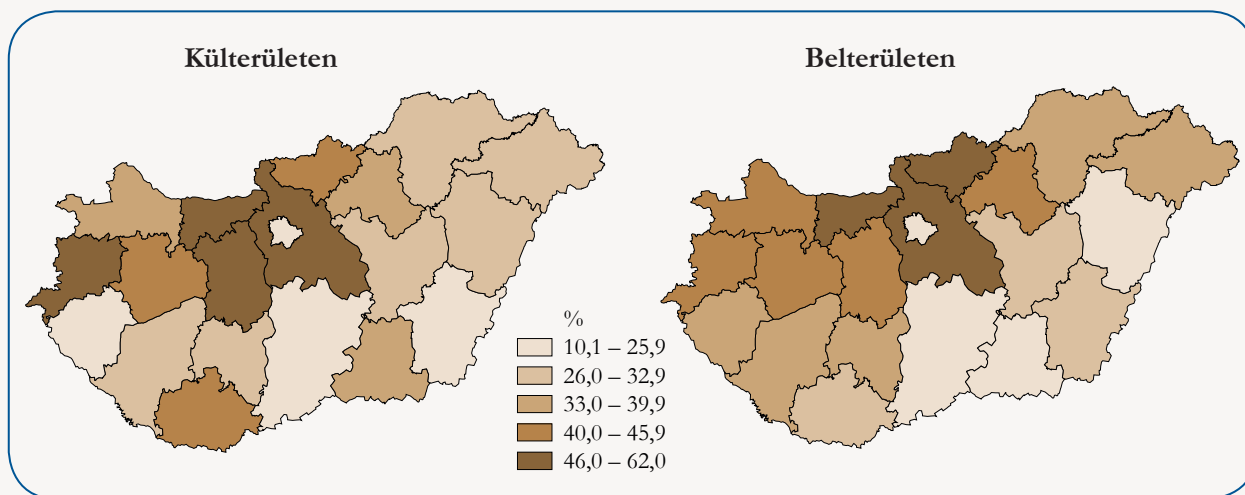 Külterületen
Belterületen
%
10,1 – 25,9
26,0 – 32,9
33,0 – 39,9
40,0 – 45,9
46,0 – 62,0